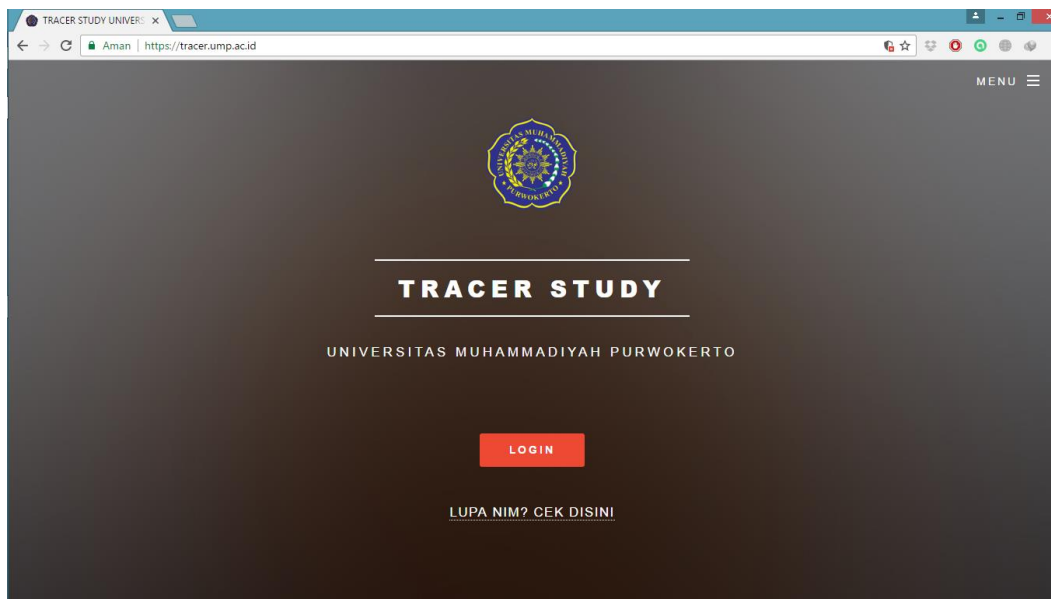 TRACER STUDY UNIVERS
Aman | https://tracer.ump.ac.id
MENU
UNIVERSITAS MUHAMMADIYAH
PURWOKERTO
TRACER STUDY
UNIVERSITAS MUHAMMADIYAH PURWOKERTO
LOGIN
LUPA NIM? CEK DISINI